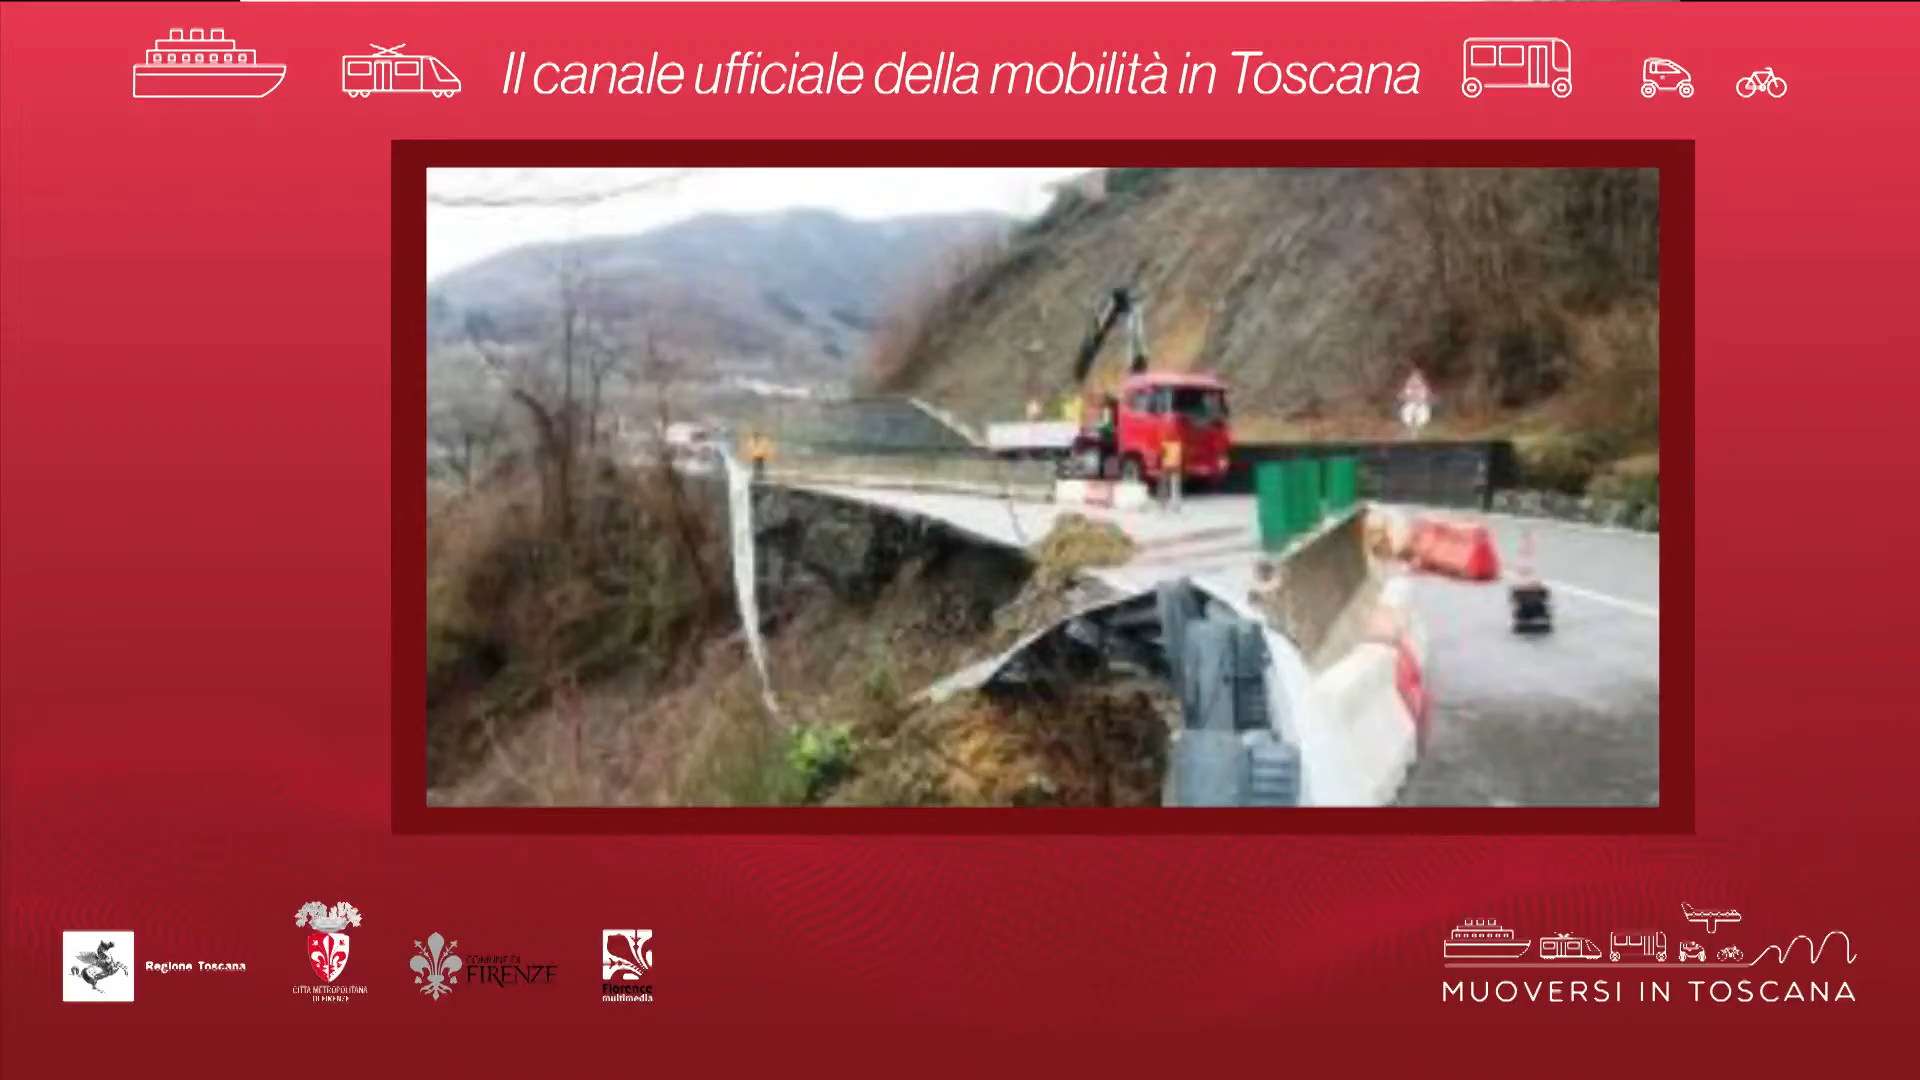 Il canale ufficiale della mobilità in Toscana
Regione Toscana
CITTÀ METROPOLITANA
DI FIRENZE
COMUNE DI
FIRENZE
Florence
multimedia
MUOVERSI IN TOSCANA